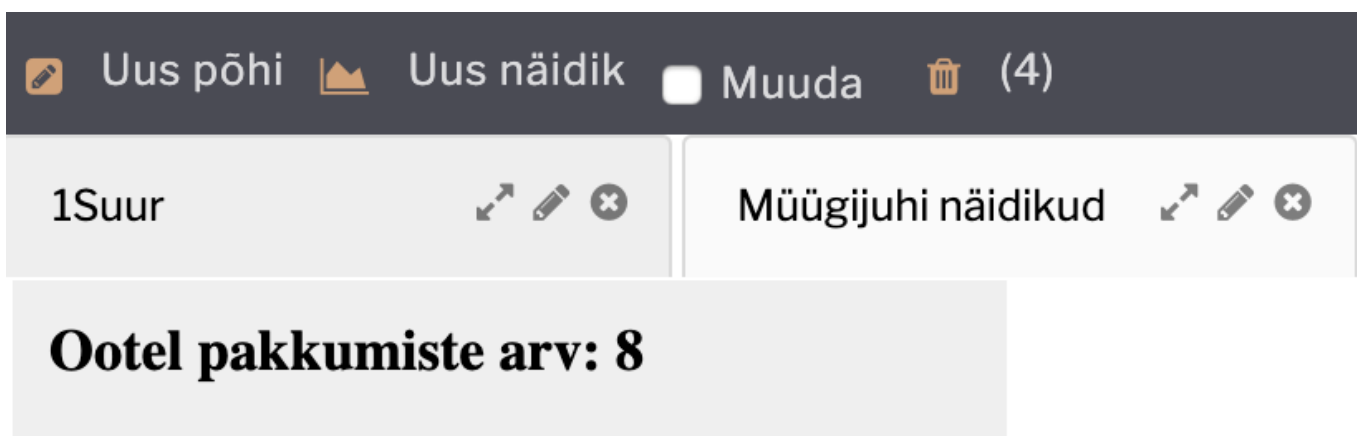 Uus põhi Uus näidik Muuda (4)
1Suur Müügijuhi näidikud
Ootel pakkumiste arv: 8